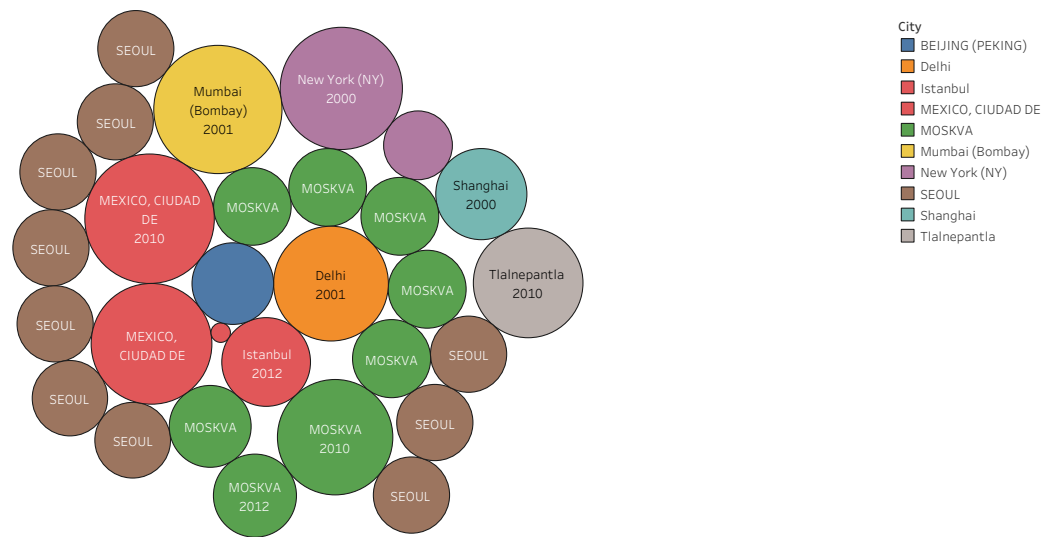 SEOUL
SEOUL
Mumbai
(Bombay)
2001
New York (NY)
2000
SEOUL
MEXICO, CIUDAD
DE
2010
MOSKVA
MOSKVA
MOSKVA
Shanghai
2000
SEOUL
Delhi
2001
MOSKVA
Tlalnepantla
2010
SEOUL
MEXICO,
CIUDAD DE
Istanbul
2012
MOSKVA
SEOUL
SEOUL
SEOUL
MOSKVA
MOSKVA
2010
SEOUL
MOSKVA
2012
SEOUL
City
BEIJING (PEKING)
Delhi
Istanbul
MEXICO, CIUDAD DE
MOSKVA
Mumbai (Bombay)
New York (NY)
SEOUL
Shanghai
Tlalnepantla